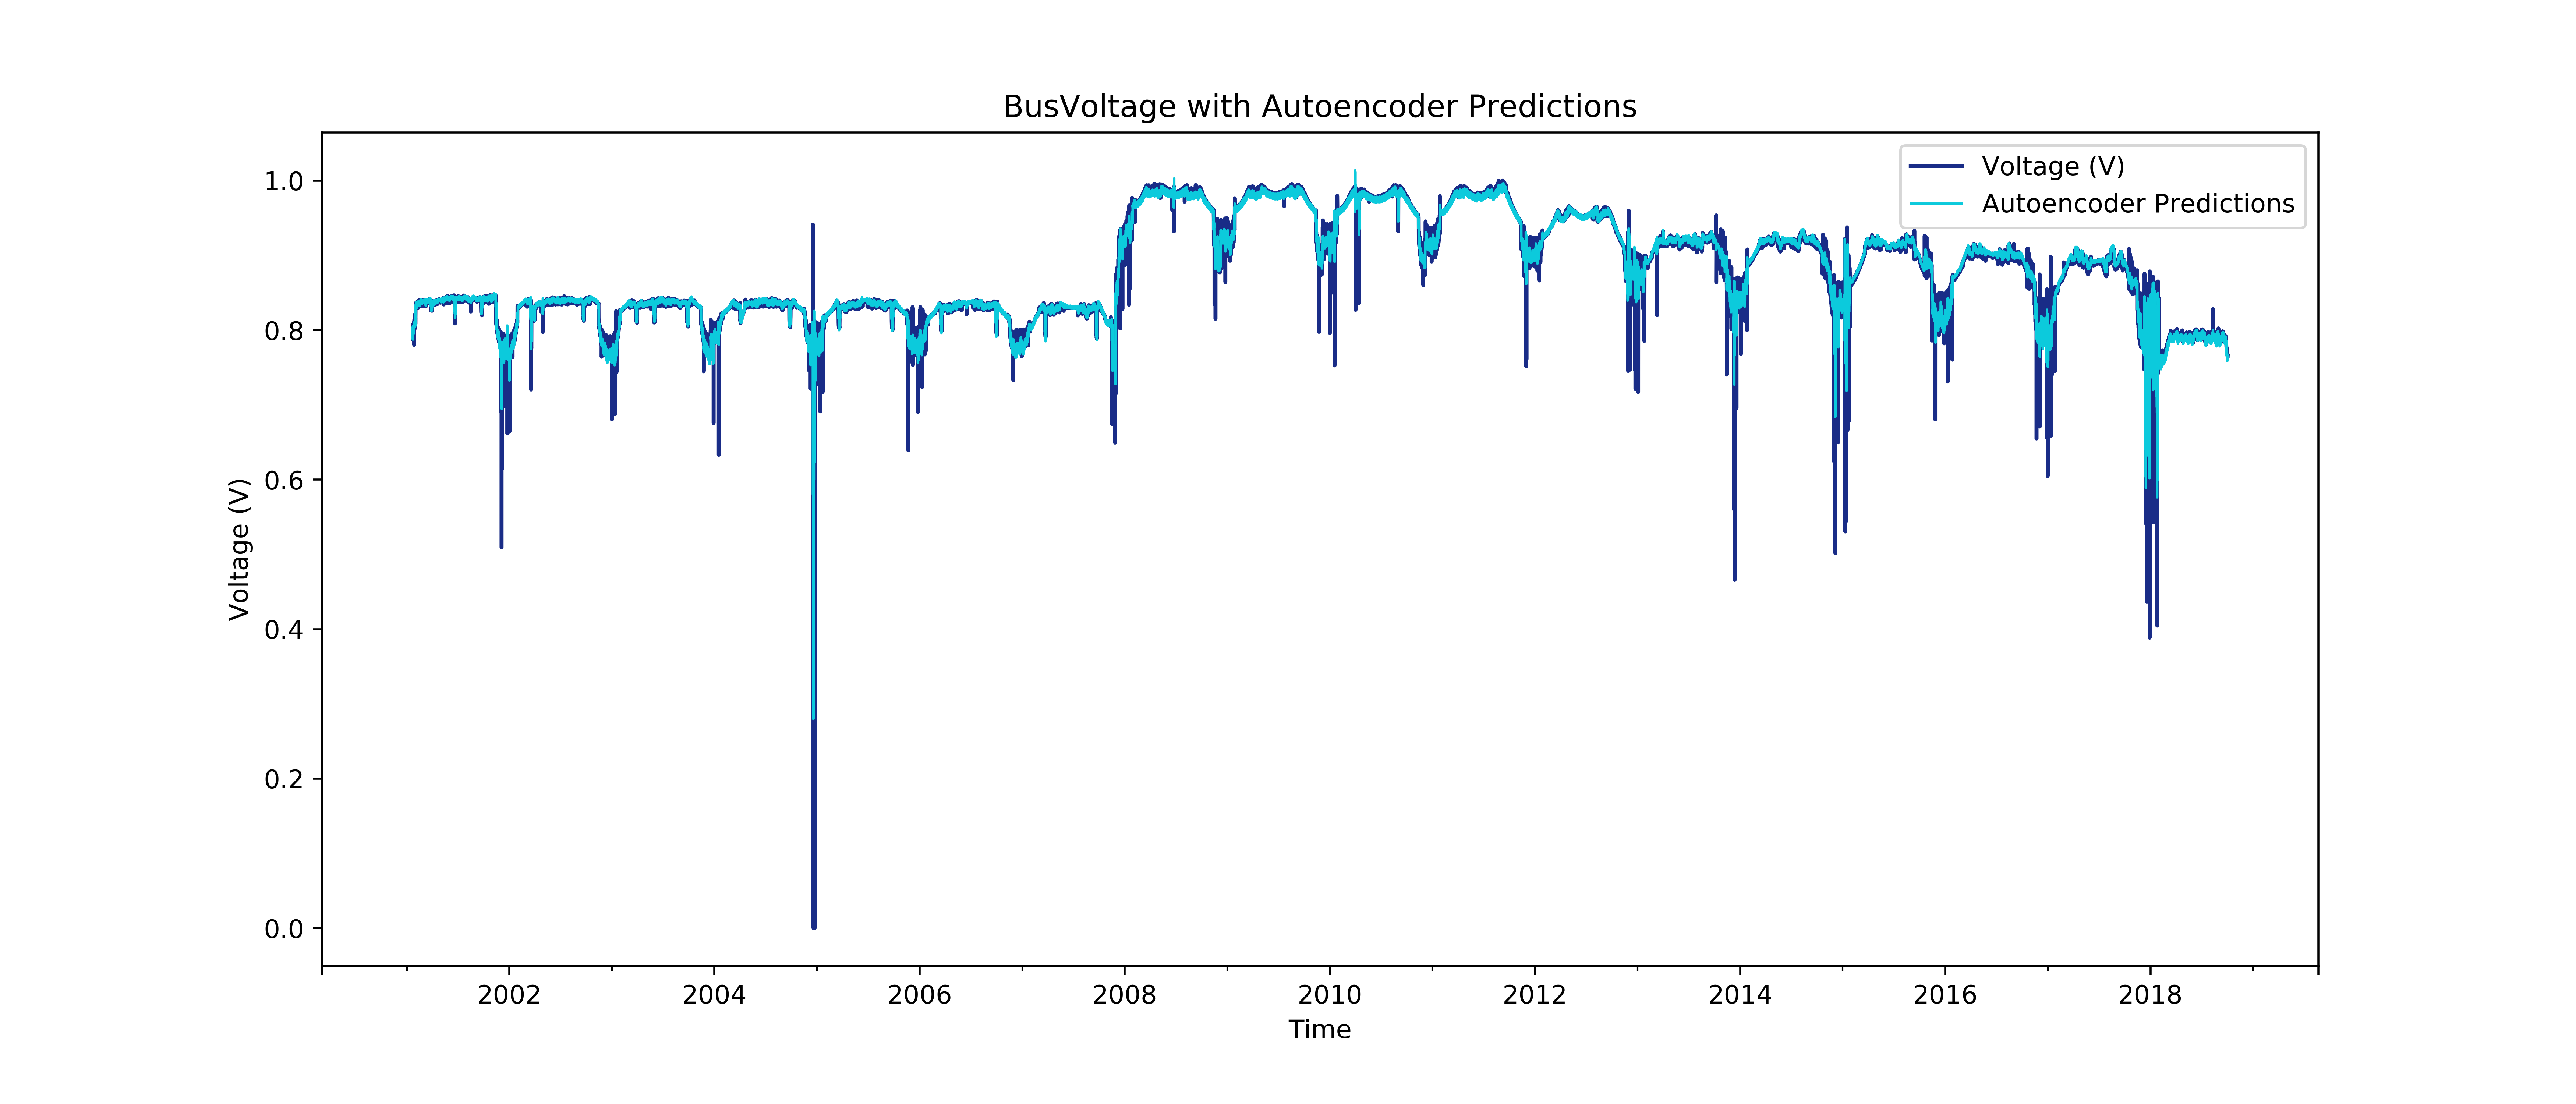 BusVoltage with Autoencoder Predictions
Voltage (V)
Autoencoder Predictions
Voltage (V)
1.0
0.8
0.6
0.4
0.2
0.0
2002 2004 2006 2008 2010 2012 2014 2016 2018
Time